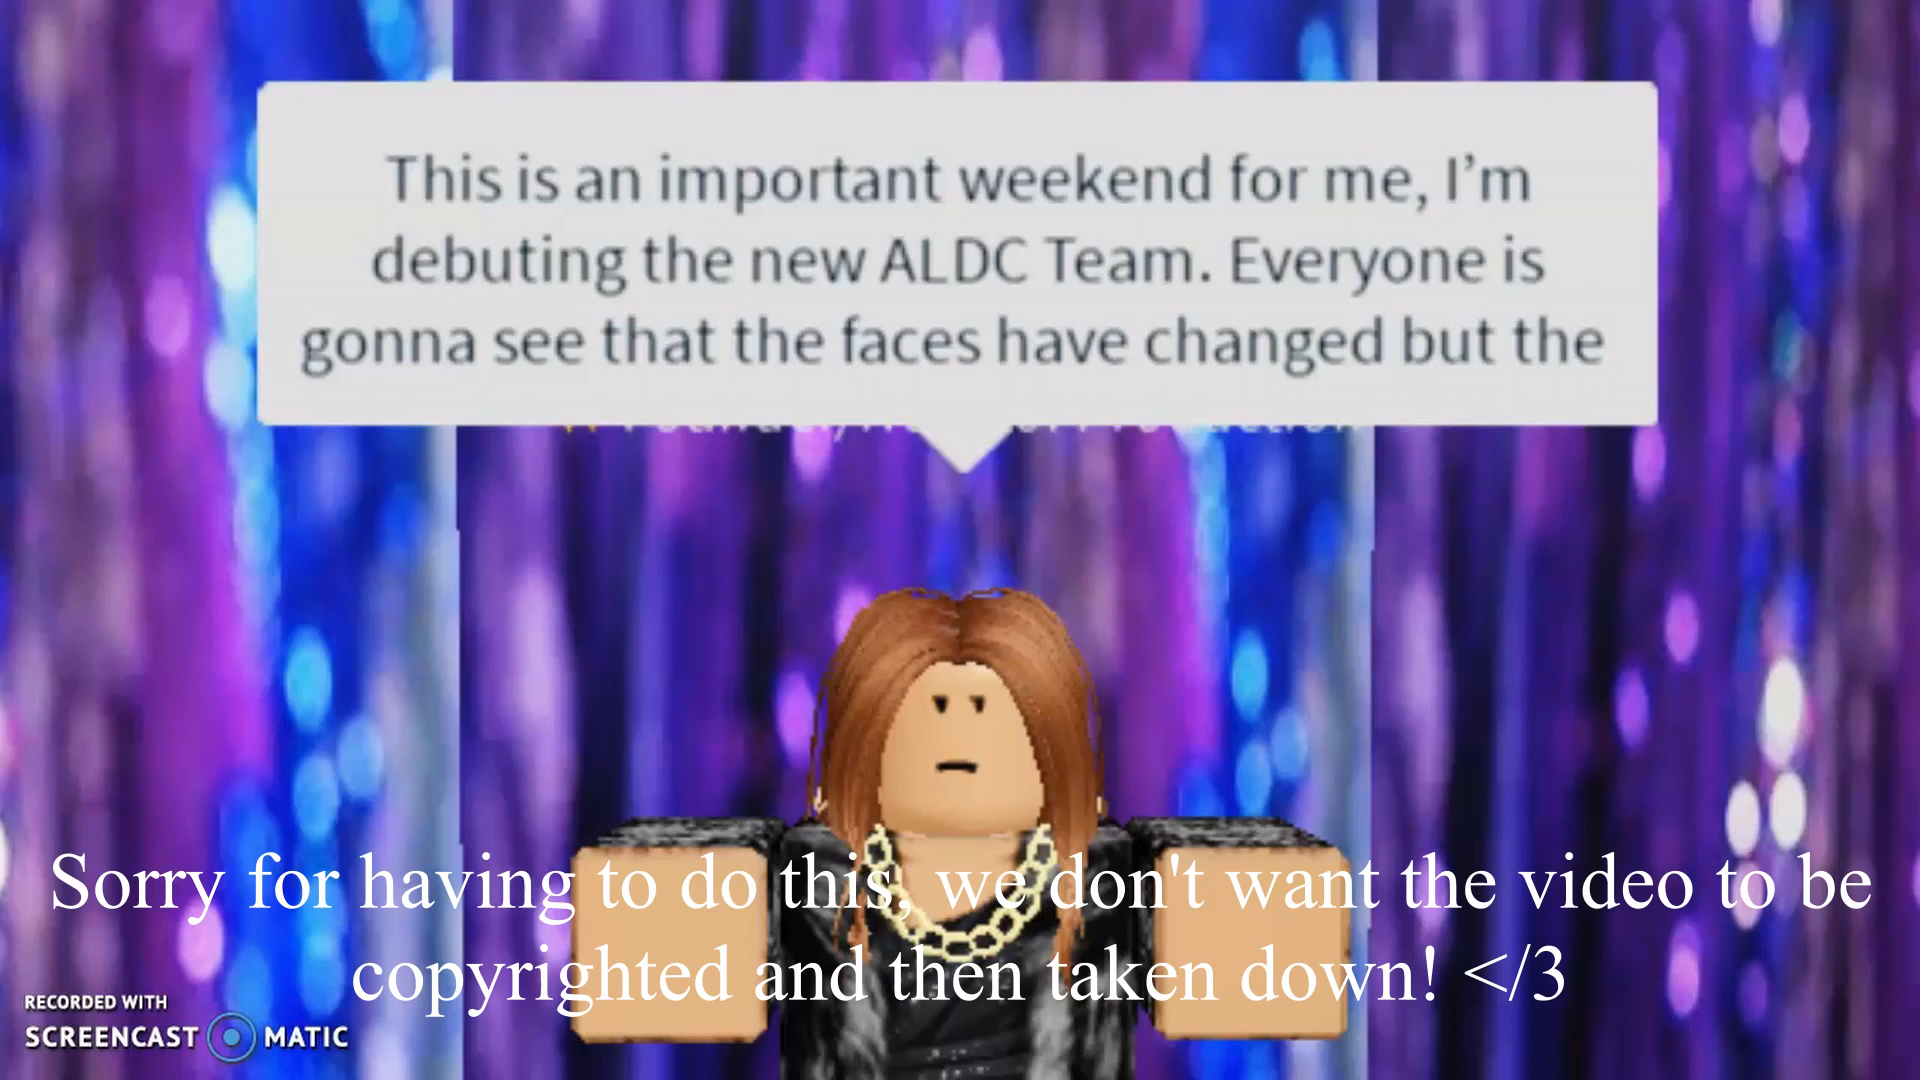 This is an important weekend for me, I’m
debuting the new ALDC Team. Everyone is
gonna see that the faces have changed but the
Sorry for having to do this, we don't want the video to be
copyrighted and then taken down! </3
RECORDED WITH
SCREENCAST MATIC